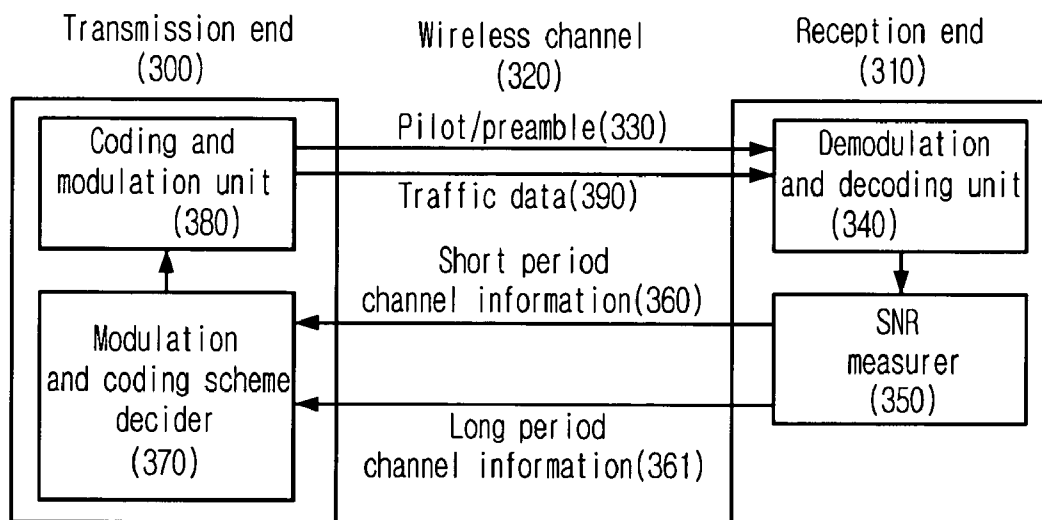 Transmission end
(300)
Wireless channel
(320)
Reception end
(310)
Coding and
modulation unit
(380)
Pilot/preamble(330)
Traffic data(390)
Demodulation
and decoding unit
(340)
Short period
channel information(360)
Modulation
and coding scheme
decider
(370)
SNR
measurer
(350)
Long period
channel information(361)